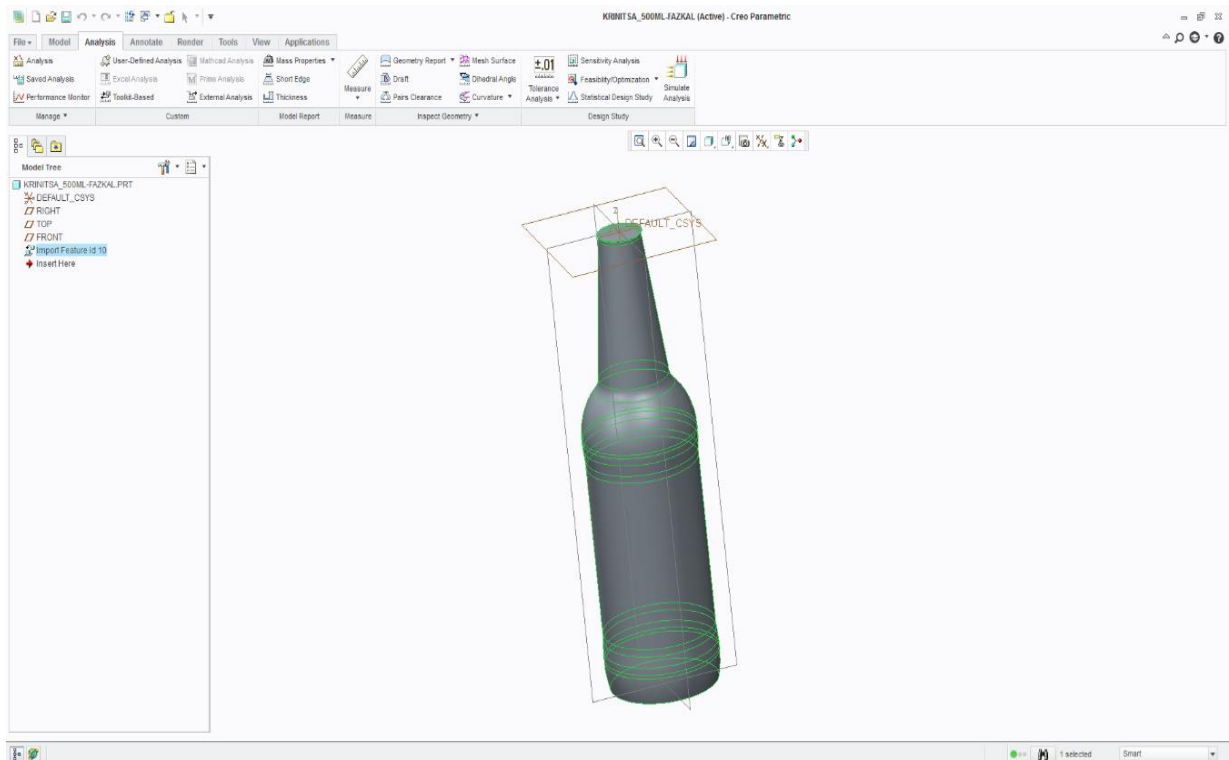 KRINITSA_500ML-FAZKAL (Active) - Creo Parametric
File Model Analysis Annotate Render Tools View Applications
Analysis User-Defined Analysis Mathcad Analysis Mass Properties Geometry Report Mesh Surface Sensitivity Analysis
Saved Analysis Excel Analysis Prime Analysis Short Edge Measure Draft Dihedral Angle Tolerance Analysis Feasibility/Optimization Simulate Analysis
Performance Monitor Toolkit-Based External Analysis Thickness Pairs Clearance Curvature Statistical Design Study
Manage Custom Model Report Measure Inspect Geometry Design Study
Model Tree
KRINITSA_500ML-FAZKAL.PRT
DEFAULT_CSYS
RIGHT
TOP
FRONT
Import Feature id 10
Insert Here
DEFAULT_CSYS
1 selected Smart